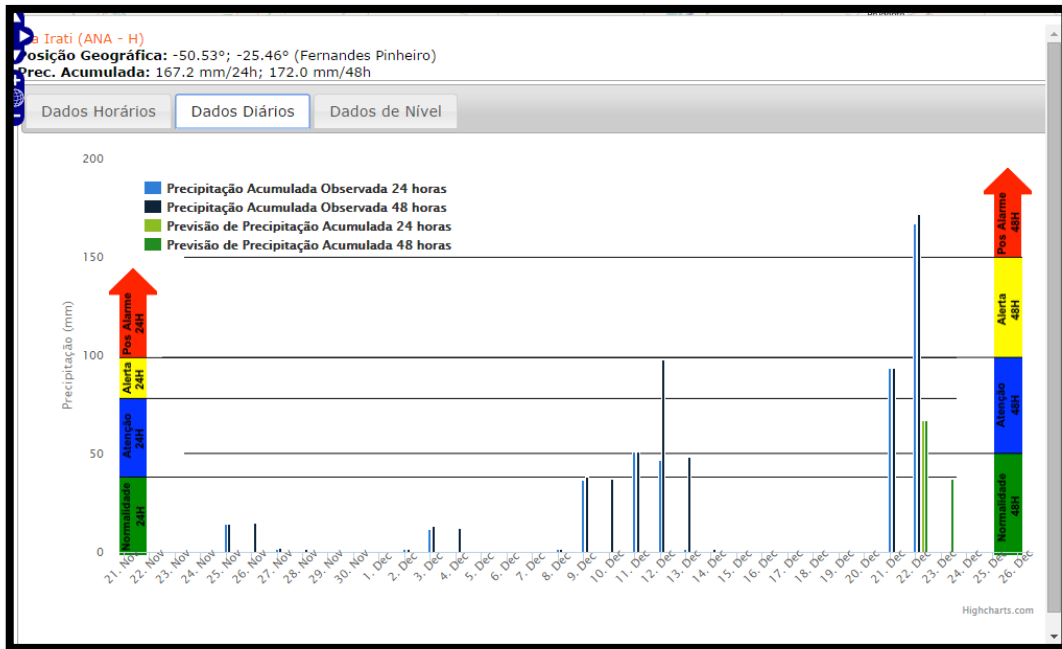 a Irati (ANA - H)
Posição Geográfica: -50.53°; -25.46° (Fernandes Pinheiro)
Prec. Acumulada: 167.2 mm/24h; 172.0 mm/48h
Dados Horários
Dados Diários
Dados de Nível
200
150
100
50
0
Precipitação (mm)
Precipitação Acumulada Observada 24 horas
Precipitação Acumulada Observada 48 horas
Previsão de Precipitação Acumulada 24 horas
Previsão de Precipitação Acumulada 48 horas
Pos Alarme
24H
Alerta
24H
Atenção
24H
Normalidade
24H
Pos Alarme
48H
Alerta
48H
Atenção
48H
Normalidade
48H
21. Nov
22. Nov
23. Nov
24. Nov
25. Nov
26. Nov
27. Nov
28. Nov
29. Nov
30. Nov
1. Dec
2. Dec
3. Dec
4. Dec
5. Dec
6. Dec
7. Dec
8. Dec
9. Dec
10. Dec
11. Dec
12. Dec
13. Dec
14. Dec
15. Dec
16. Dec
17. Dec
18. Dec
19. Dec
20. Dec
21. Dec
22. Dec
23. Dec
24. Dec
25. Dec
26. Dec
Highcharts.com